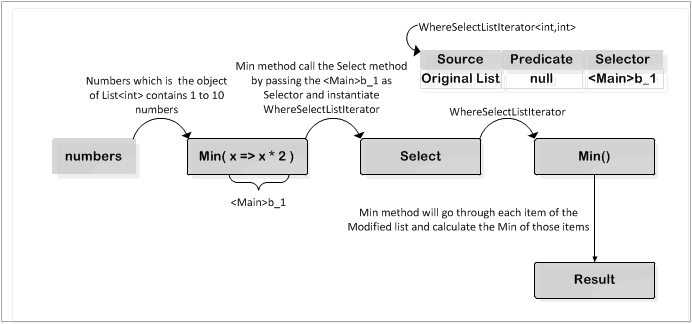 WhereSelectListIterator<int,int>
Source Predicate Selector
Original List null <Main>b_1
Numbers which is the object
of List<int> contains 1 to 10
numbers
Min method call the Select method
by passing the <Main>b_1 as
Selector and instantiate
WhereSelectListIterator
WhereSelectListIterator
numbers
Min( x => x * 2 )
Select
Min()
<Main>b_1
Min method will go through each item of the
Modified list and calculate the Min of those items
Result